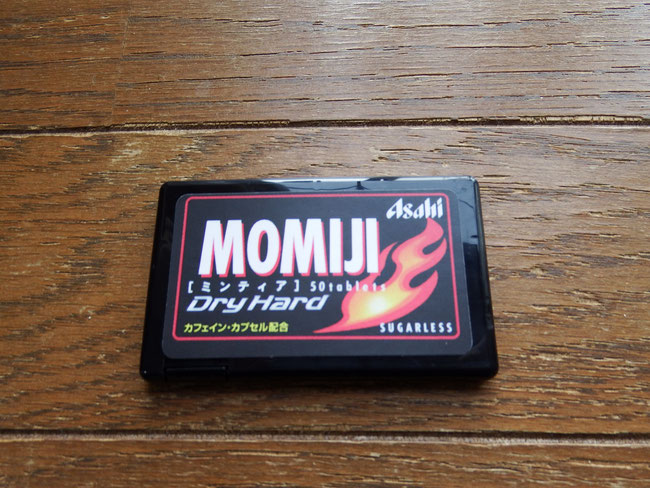 Asahi
MOMIJI
[ミンティア] 50tablets
Dry Hard
カフェイン・カプセル配合
SUGARLESS